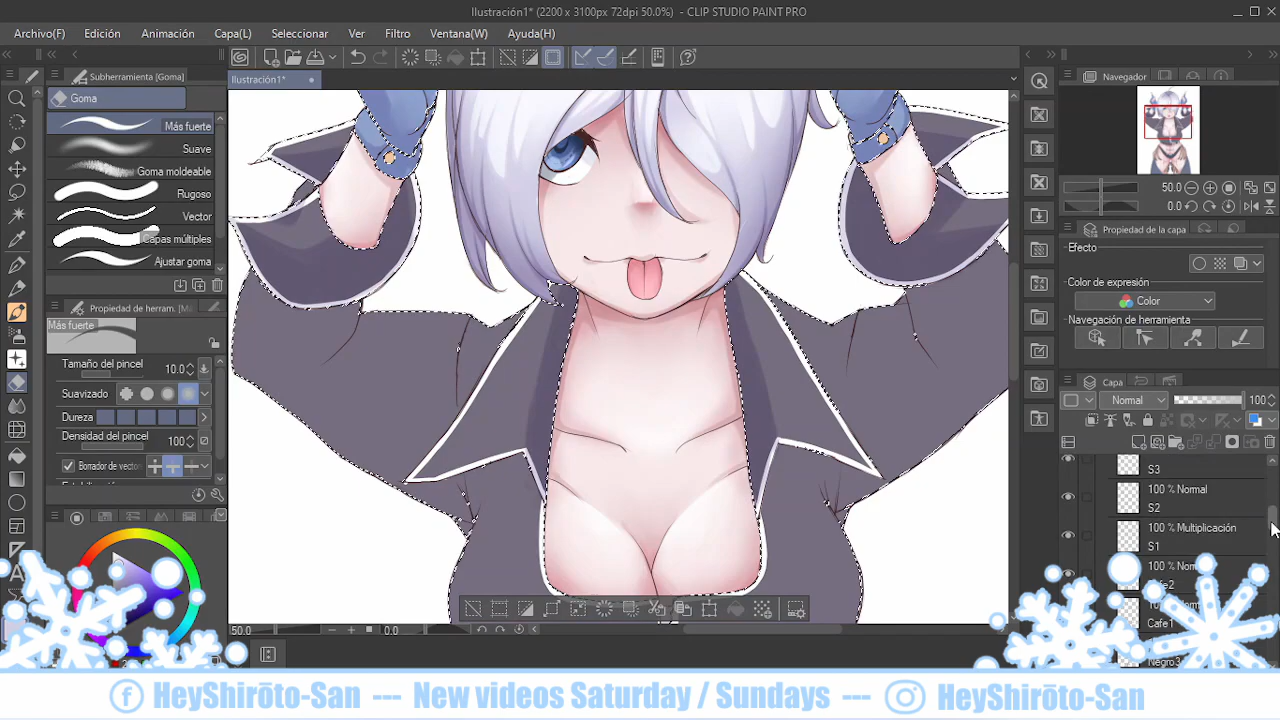 Ilustración1* (2200 x 3100px 72dpi 50.0%) - CLIP STUDIO PAINT PRO
Archivo(F) Edición Animación Capa(L) Seleccionar Ver Filtro Ventana(W) Ayuda(H)
Subherramienta [Goma]
Ilustración1*
Navegador
Goma
Más fuerte
Suave
Goma moldeable
Rugoso
Vector
Capas múltiples
Ajustar goma
50.0
0.0
Propiedad de la capa
Efecto
Color de expresión
Color
Navegación de herramienta
Propiedad de herram. [Má
Más fuerte
Tamaño del pincel 10.0
Suavizado
Dureza
Densidad del pincel 100
Borrador de vector
Capa
Normal 100
S3
100 % Normal
S2
100 % Multiplicación
S1
Cafe1
50.0 0.0
HeyShirōto-San --- New videos Saturday / Sundays --- HeyShirōto-San